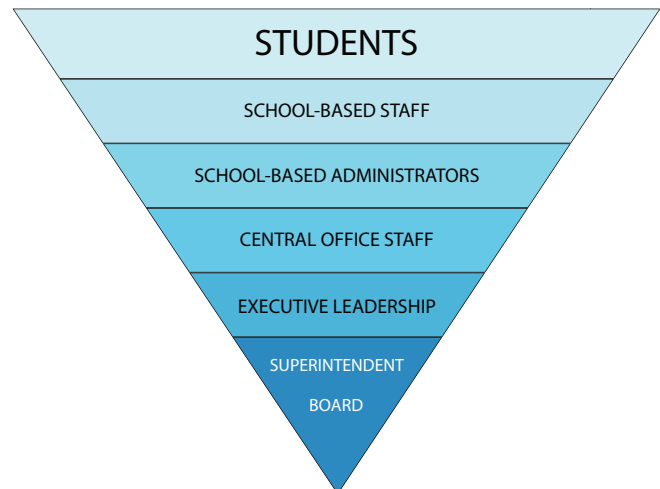 STUDENTS
SCHOOL-BASED STAFF
SCHOOL-BASED ADMINISTRATORS
CENTRAL OFFICE STAFF
EXECUTIVE LEADERSHIP
SUPERINTENDENT
BOARD